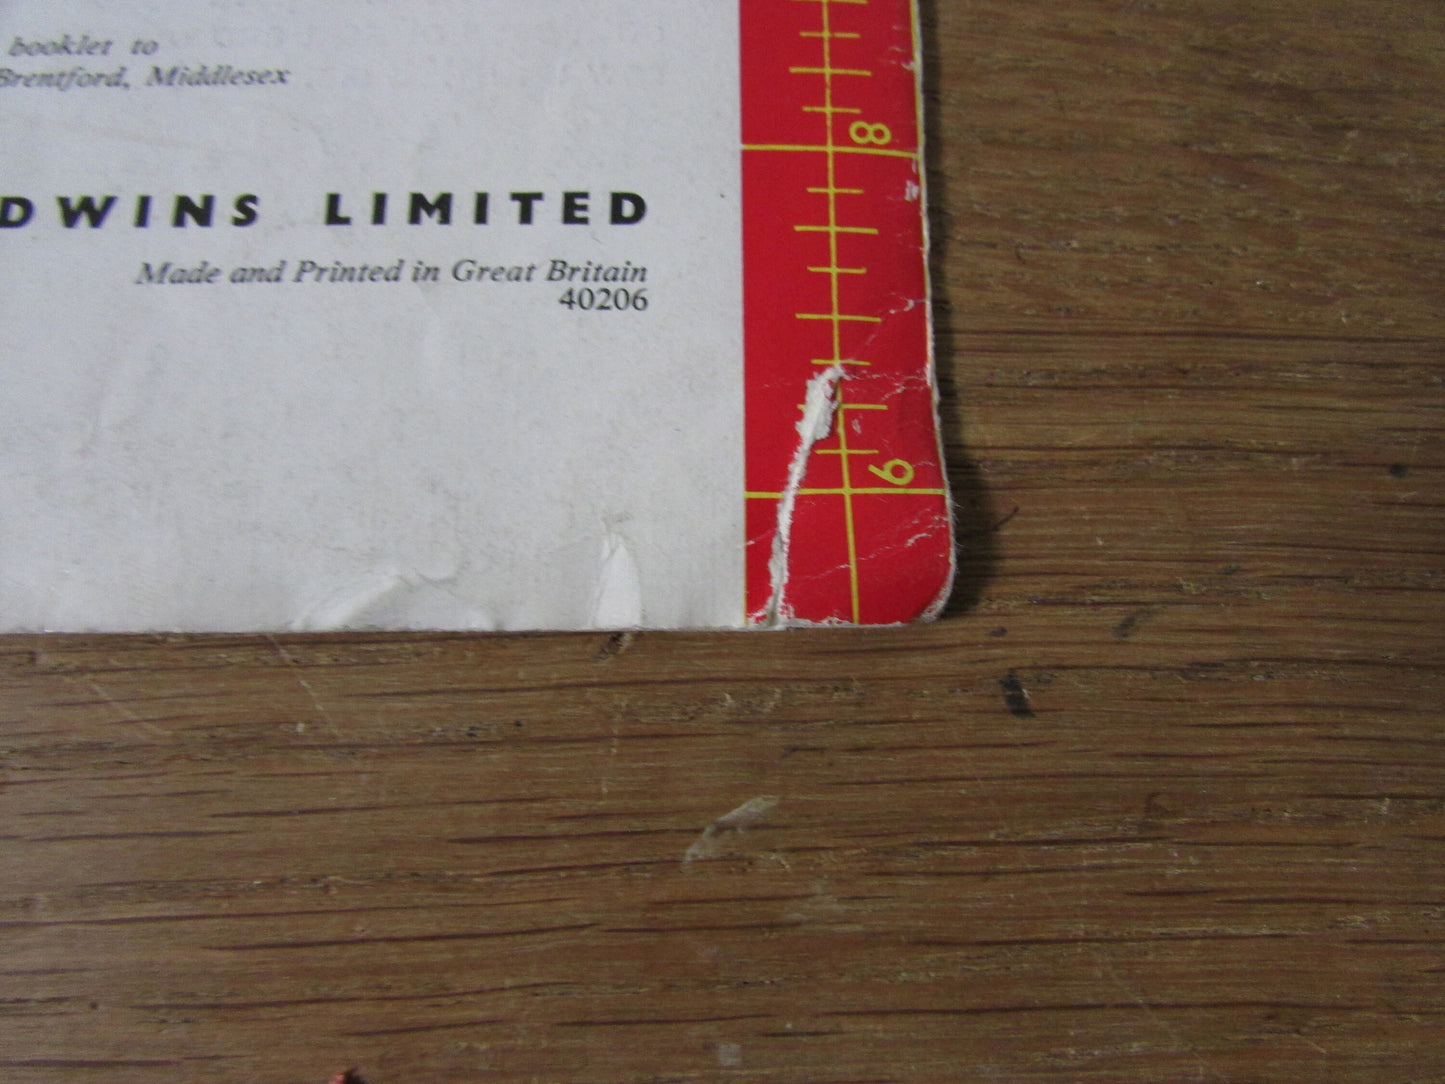 booklet to
Brentford, Middlesex
8
DWINS LIMITED
Made and Printed in Great Britain
40206
9